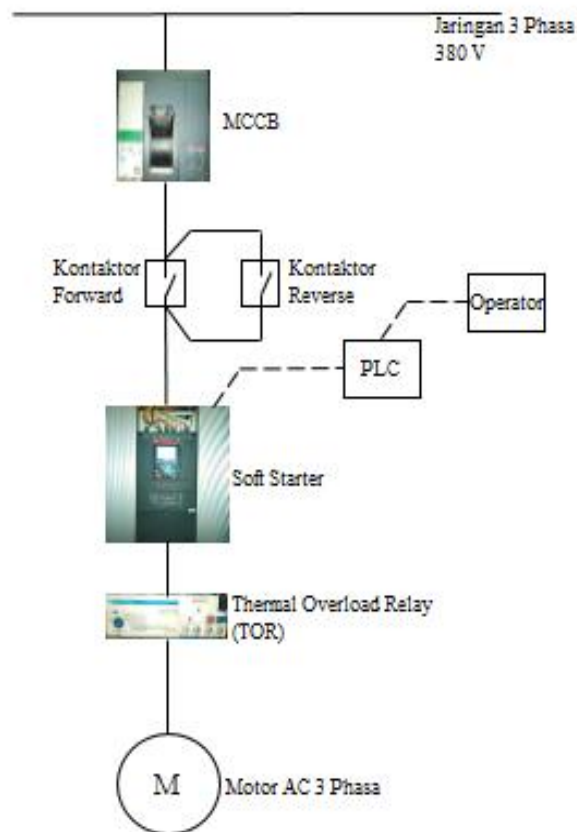 Jaringan 3 Phasa
380 V
MCCB
Kontaktor
Forward
Kontaktor
Reverse
Operator
PLC
Soft Starter
Thermal Overload Relay
(TOR)
M
Motor AC 3 Phasa